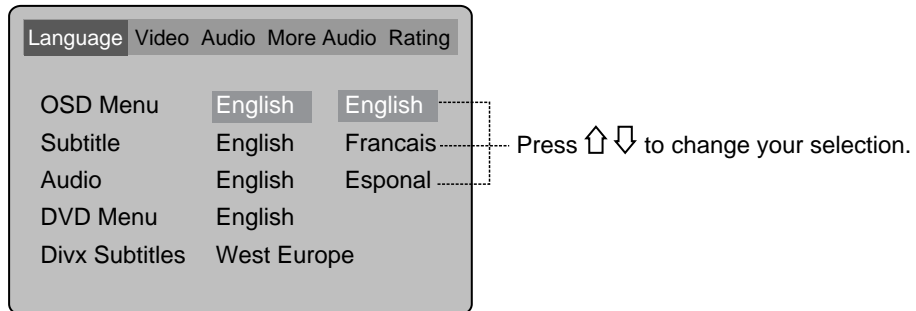 Language Video Audio More Audio Rating
OSD Menu English English
Subtitle English Francais
Audio English Esponal
DVD Menu English
Divx Subtitles West Europe
Press ⇧ ⇩ to change your selection.